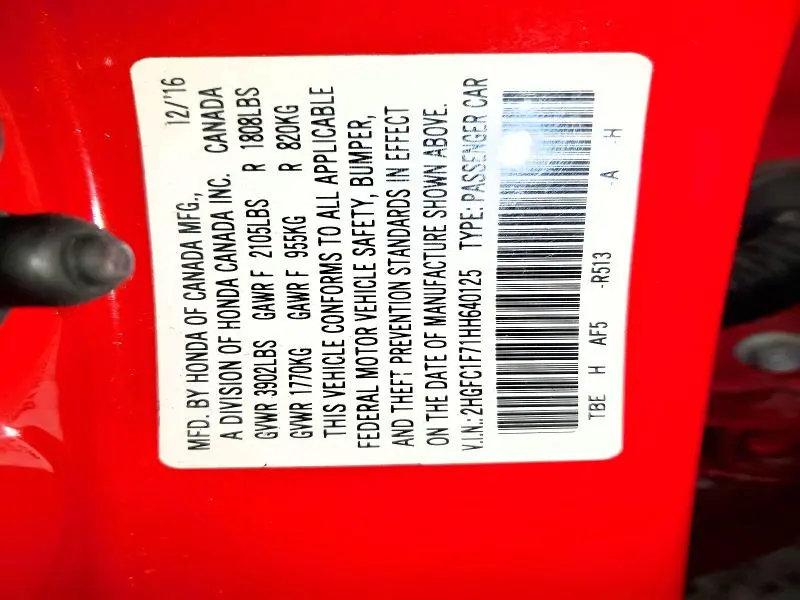 MFD. BY HONDA OF CANADA MFG., 12/'16
A DIVISION OF HONDA CANADA INC. CANADA
GVWR 3902LBS GAWR F 2105LBS R 1808LBS
GVWR 1770KG GAWR F 955KG R 820KG
THIS VEHICLE CONFORMS TO ALL APPLICABLE
FEDERAL MOTOR VEHICLE SAFETY, BUMPER,
AND THEFT PREVENTION STANDARDS IN EFFECT
ON THE DATE OF MANUFACTURE SHOWN ABOVE.
V.I.N.: 2HGFC1F71HH640125 TYPE: PASSENGER CAR
TBE H AF5 -R513 -A -H